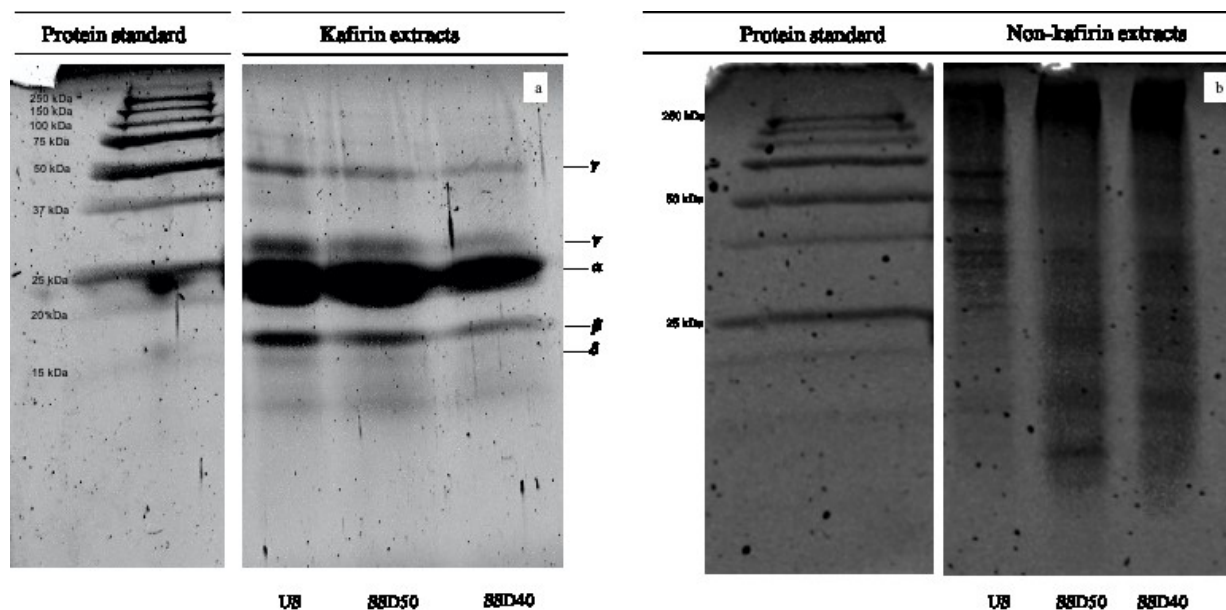 Protein standard Kafirin extracts Protein standard Non-kafirin extracts
a b
250 kDa
150 kDa
100 kDa
75 kDa
50 kDa γ
37 kDa
γ
α
25 kDa
20 kDa β
δ
15 kDa
250 kDa
50 kDa
25 kDa
US SSD50 SSD40 US SSD50 SSD40